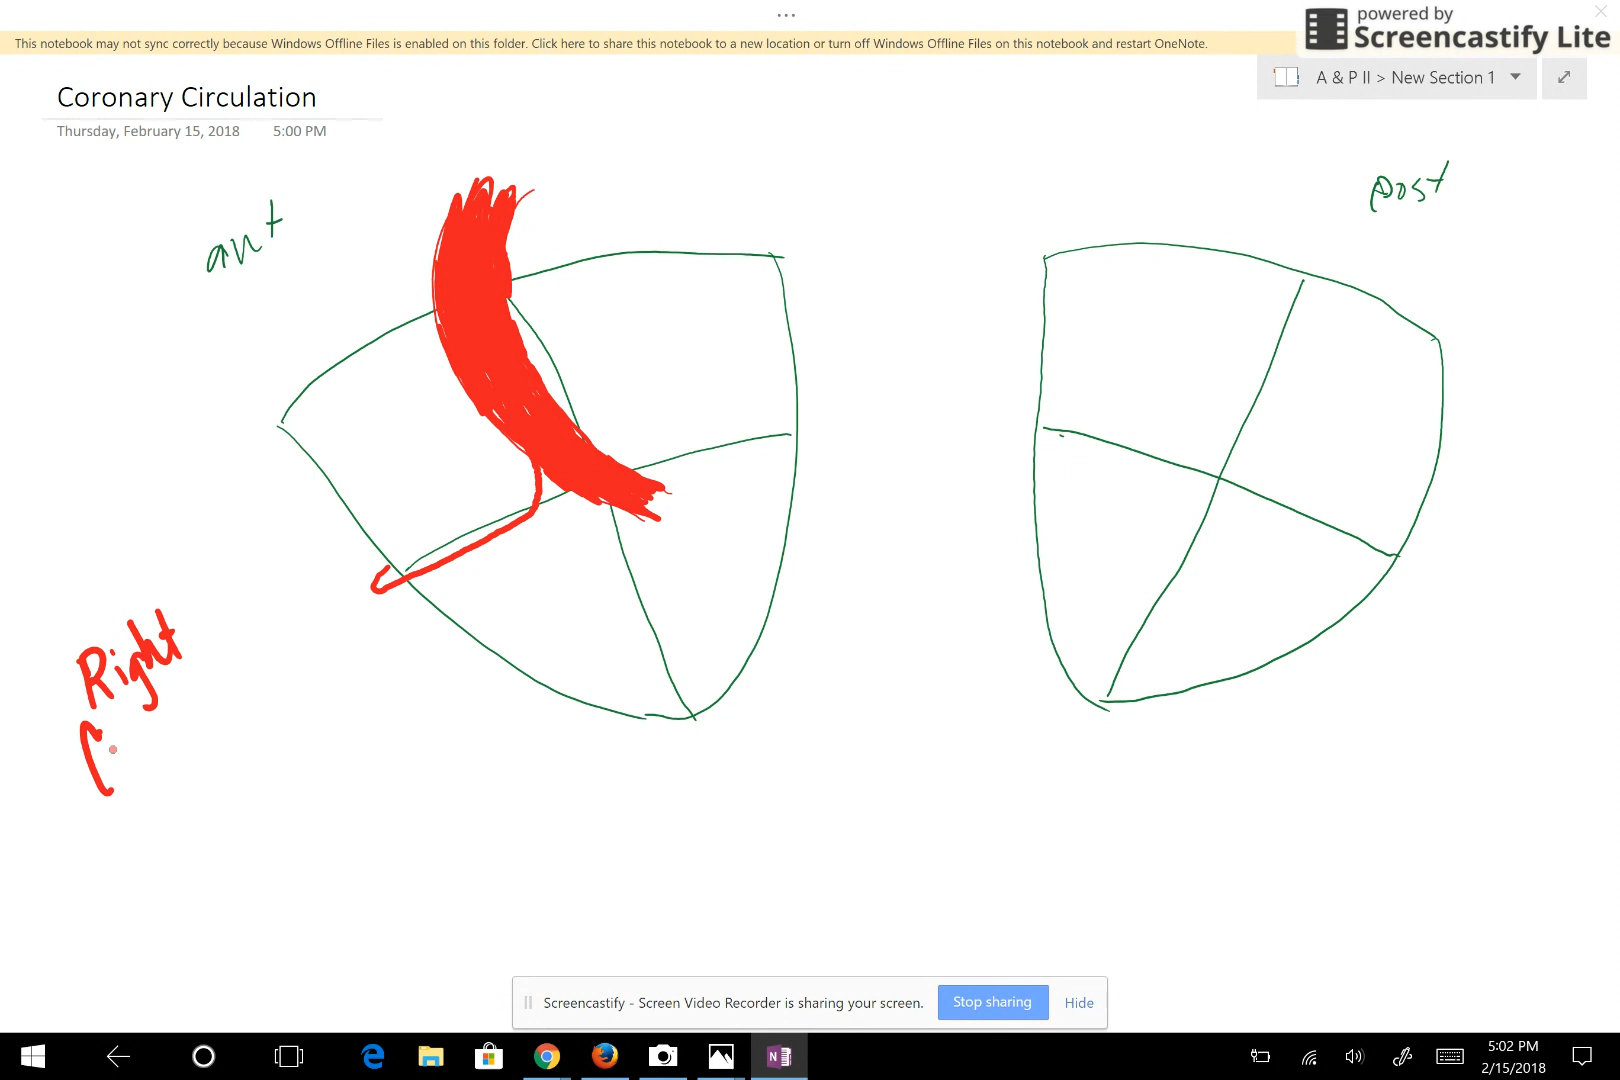 powered by
Screencastify Lite
This notebook may not sync correctly because Windows Offline Files is enabled on this folder. Click here to share this notebook to a new location or turn off Windows Offline Files on this notebook and restart OneNote.
A & P II > New Section 1
Coronary Circulation
Thursday, February 15, 2018 5:00 PM
post
ant
Right
Screencastify - Screen Video Recorder is sharing your screen. Stop sharing Hide
5:02 PM
2/15/2018